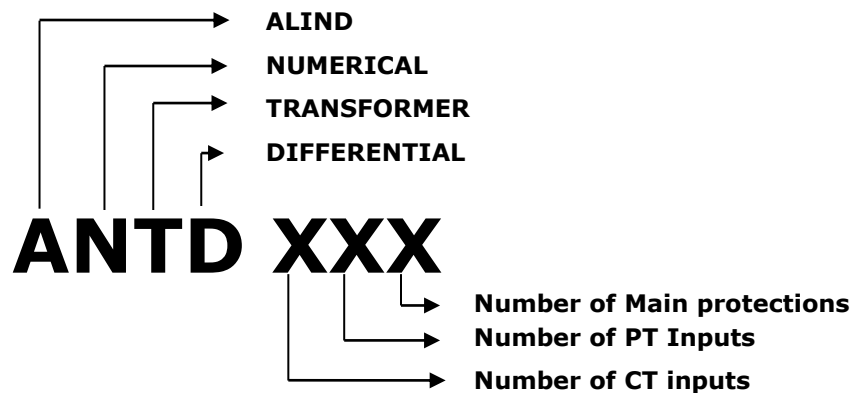 ALIND
NUMERICAL
TRANSFORMER
DIFFERENTIAL
ANTD XXX
Number of Main protections
Number of PT Inputs
Number of CT inputs